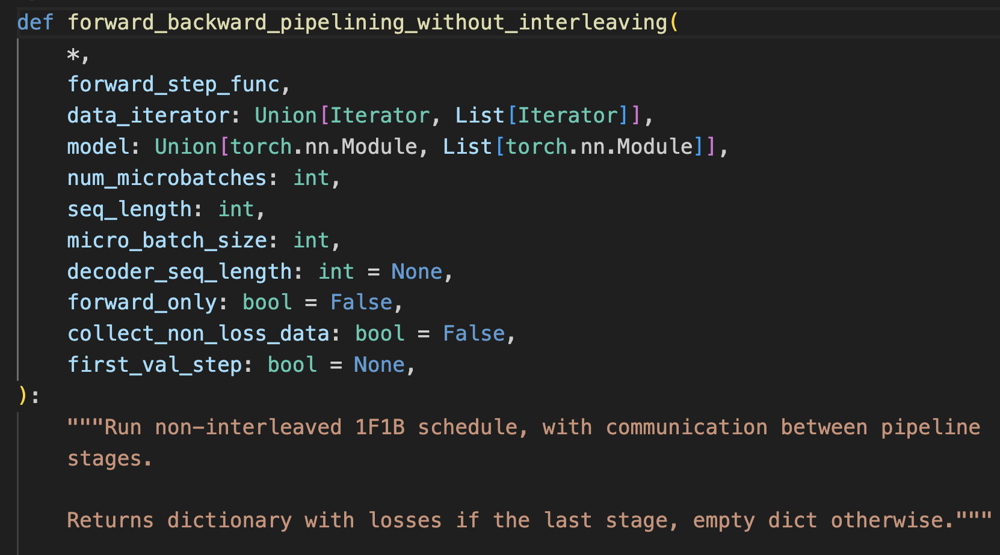 def forward_backward_pipelining_without_interleaving(
    *,
    forward_step_func,
    data_iterator: Union[Iterator, List[Iterator]],
    model: Union[torch.nn.Module, List[torch.nn.Module]],
    num_microbatches: int,
    seq_length: int,
    micro_batch_size: int,
    decoder_seq_length: int = None,
    forward_only: bool = False,
    collect_non_loss_data: bool = False,
    first_val_step: bool = None,
):
    """Run non-interleaved 1F1B schedule, with communication between pipeline
    stages.

    Returns dictionary with losses if the last stage, empty dict otherwise."""